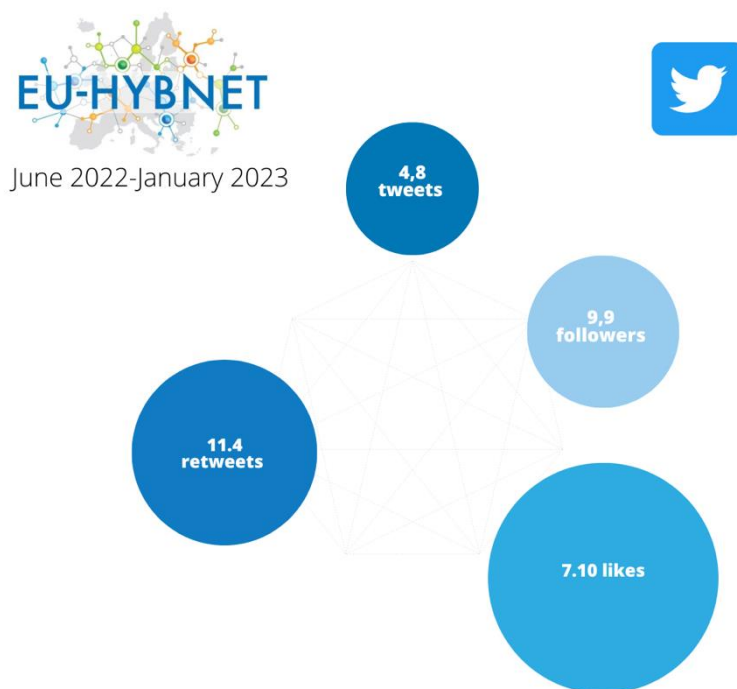 EU-HYBNET
June 2022-January 2023
4,8
tweets
9,9
followers
11.4
retweets
7.10 likes